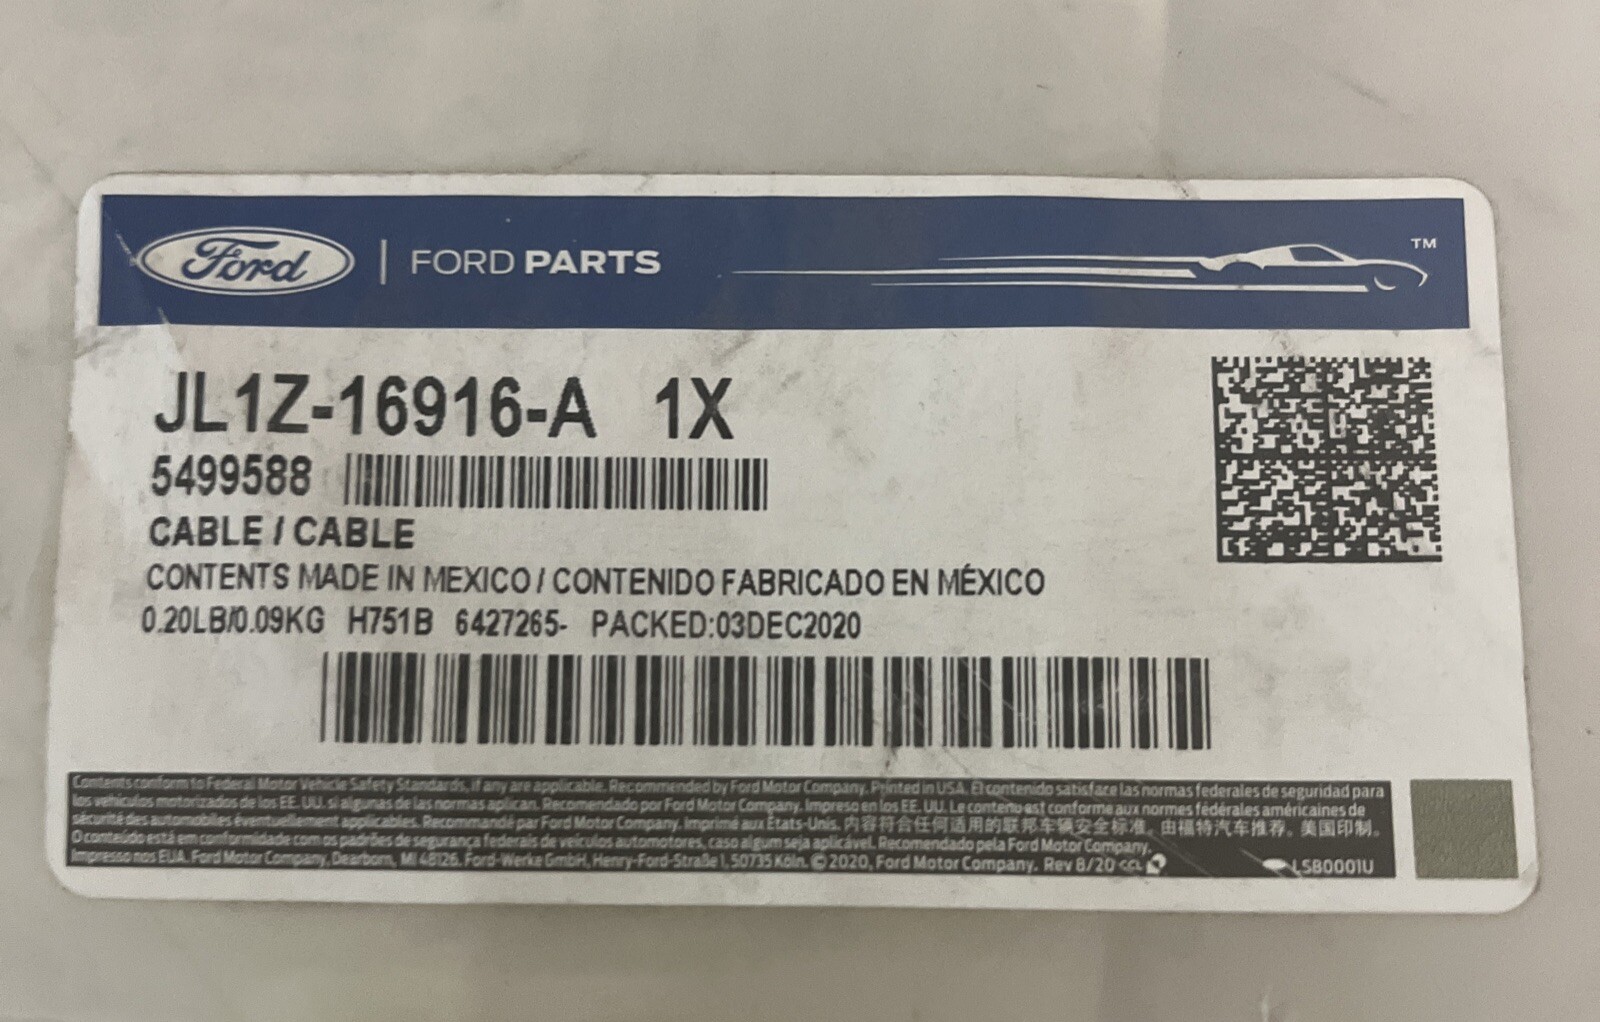 Ford | FORD PARTS ™
JL1Z-16916-A 1X
5499588
CABLE / CABLE
CONTENTS MADE IN MEXICO / CONTENIDO FABRICADO EN MÉXICO
0.20LB/0.09KG H751B 6427265- PACKED:03DEC2020
Contents conform to Federal Motor Vehicle Safety Standards, if any are applicable. Recommended by Ford Motor Company. Printed in USA. El contenido satisface las normas federales de seguridad para
los vehículos motorizados de los EE. UU. si algunas de las normas aplican. Recomendado por Ford Motor Company. Impreso en los EE. UU. Le contenu est conforme aux normes fédérales américaines de
sécurité des automobiles éventuellement applicables. Recommandé par Ford Motor Company. Imprimé aux États-Unis. 内容符合任何适用的联邦车辆安全标准。由福特汽车推荐。美国印制。
O conteúdo está em conformidade com os padrões de segurança federais de veículos automotores, caso algum seja aplicável. Recomendado pela Ford Motor Company.
Impresso nos EUA. Ford Motor Company, Dearborn, MI 48126. Ford-Werke GmbH, Henry-Ford-Straße 1, 50735 Köln. ©2020, Ford Motor Company. Rev 8/20 CCL LSB0001U